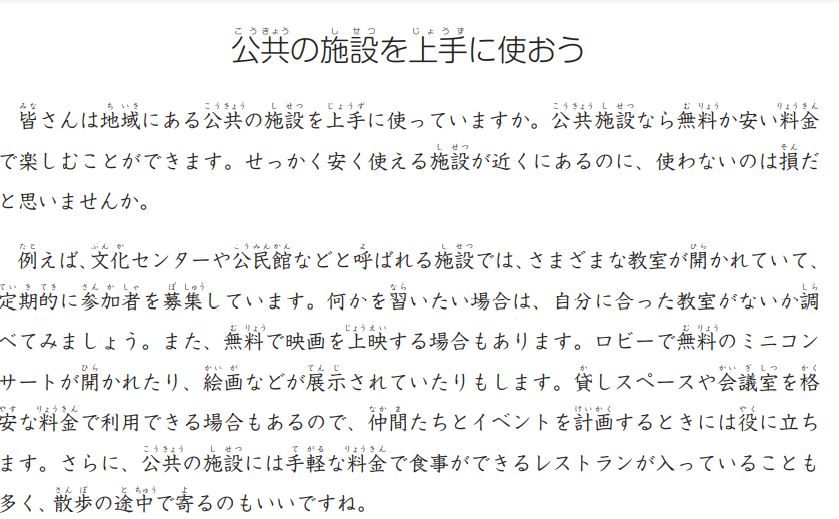 公共の施設を上手に使おう
皆さんは地域にある公共の施設を上手に使っていますか。公共施設なら無料か安い料金
で楽しむことができます。せっかく安く使える施設が近くにあるのに、使わないのは損だ
と思いませんか。
例えば、文化センターや公民館などと呼ばれる施設では、さまざまな教室が開かれていて、
定期的に参加者を募集しています。何かを習いたい場合は、自分に合った教室がないか調
べてみましょう。また、無料で映画を上映する場合もあります。ロビーで無料のミニコン
サートが開かれたり、絵画などが展示されていたりもします。貸しスペースや会議室を格
安な料金で利用できる場合もあるので、仲間たちとイベントを計画するときには役に立ち
ます。さらに、公共の施設には手軽な料金で食事ができるレストランが入っていることも
多く、散歩の途中で寄るのもいいですね。